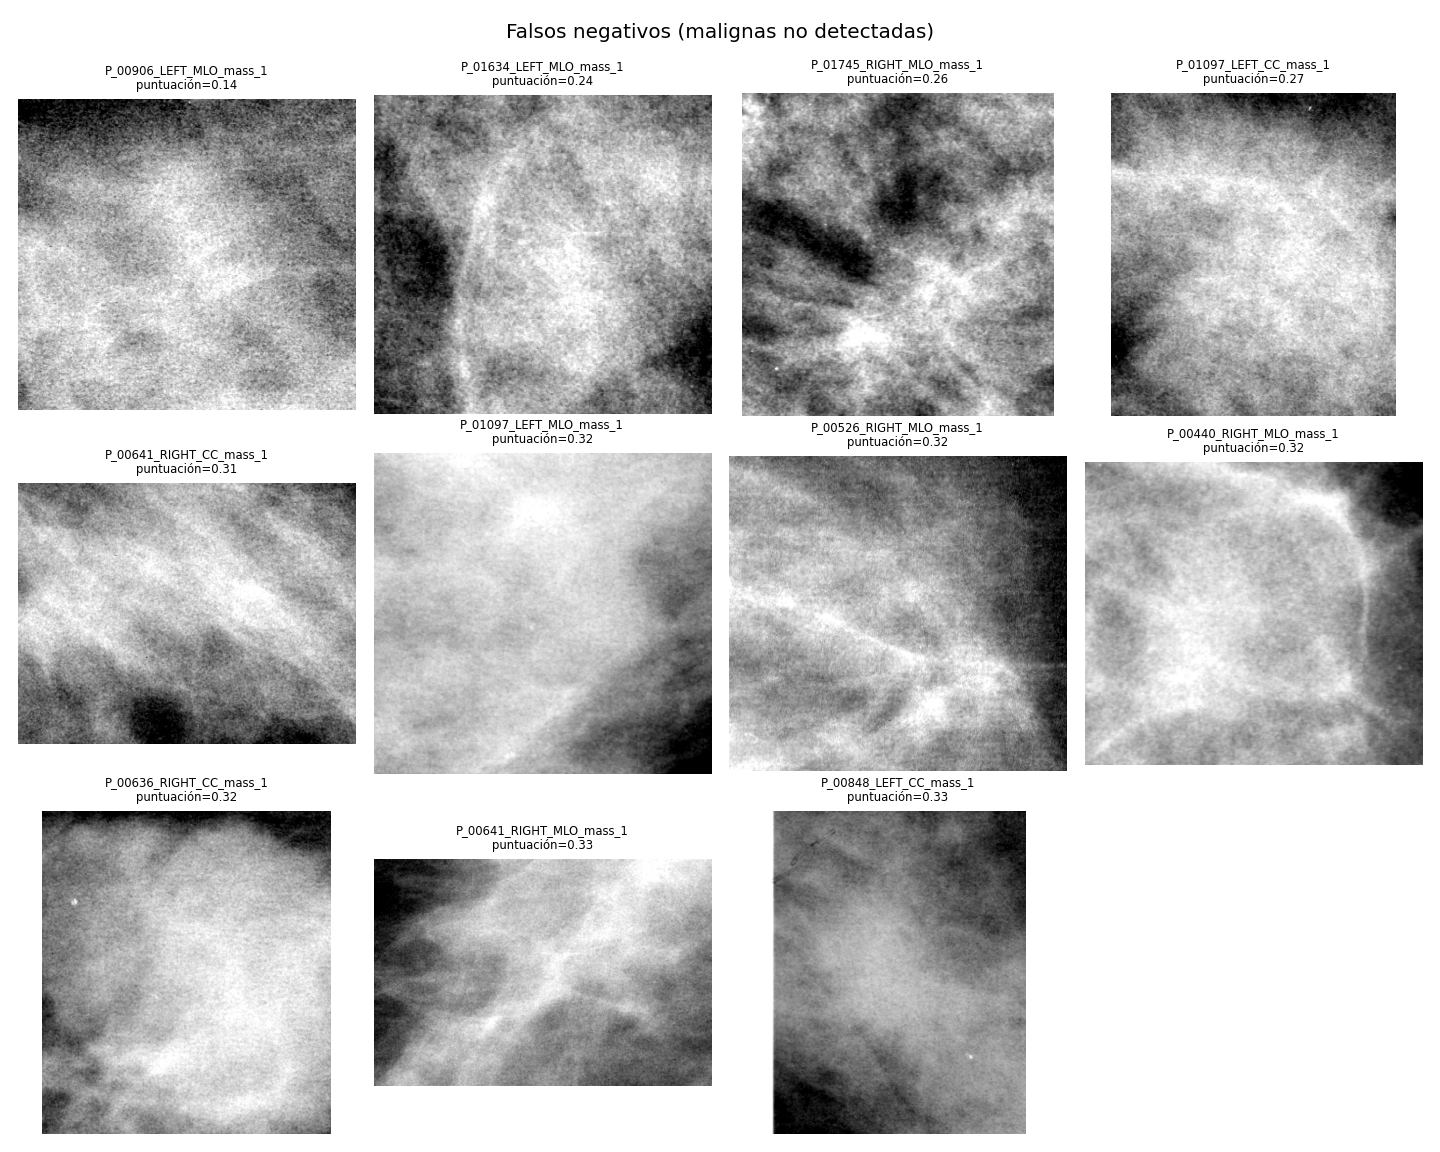 Falsos negativos (malignas no detectadas)
P_00906_LEFT_MLO_mass_1
puntuación=0.14
P_01634_LEFT_MLO_mass_1
puntuación=0.24
P_01745_RIGHT_MLO_mass_1
puntuación=0.26
P_01097_LEFT_CC_mass_1
puntuación=0.27
P_00641_RIGHT_CC_mass_1
puntuación=0.31
P_01097_LEFT_MLO_mass_1
puntuación=0.32
P_00526_RIGHT_MLO_mass_1
puntuación=0.32
P_00440_RIGHT_MLO_mass_1
puntuación=0.32
P_00636_RIGHT_CC_mass_1
puntuación=0.32
P_00641_RIGHT_MLO_mass_1
puntuación=0.33
P_00848_LEFT_CC_mass_1
puntuación=0.33